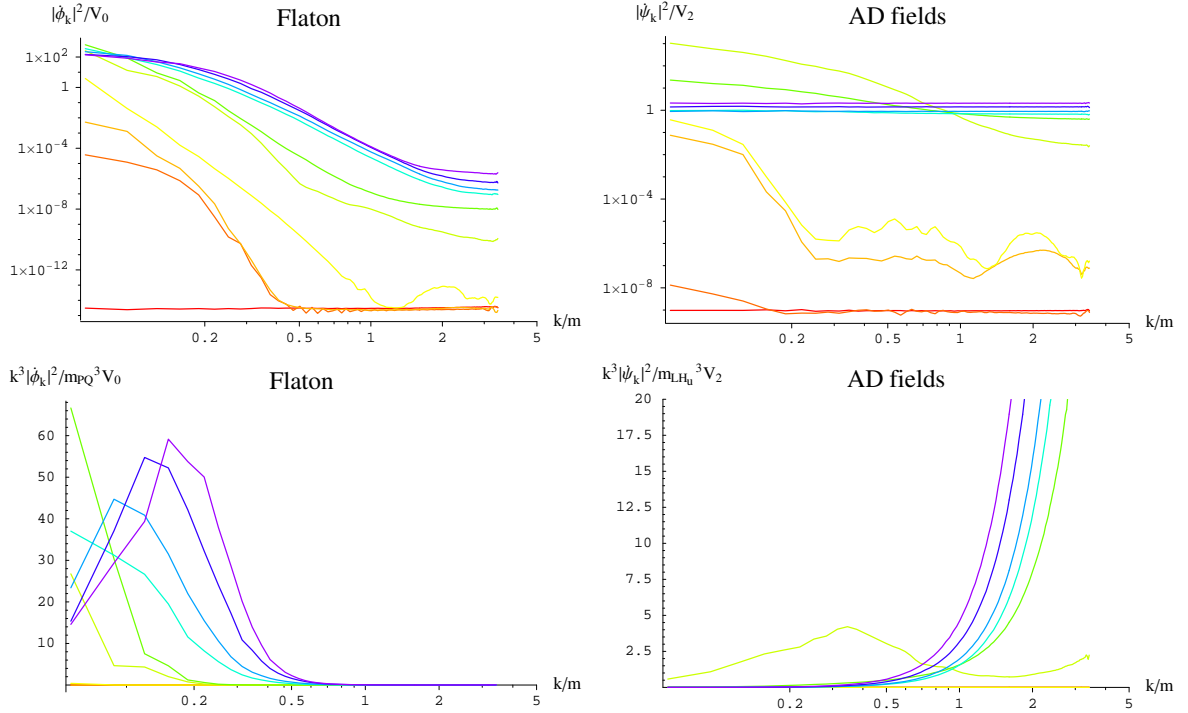 |ϕ̇ₖ|²/V₀
Flaton
1×10²
1
1×10⁻⁴
1×10⁻⁸
1×10⁻¹²
0.2 0.5 1 2 5
k/m
|ψ̇ₖ|²/V₂
AD fields
1
1×10⁻⁴
1×10⁻⁸
0.2 0.5 1 2 5
k/m
k³|ϕ̇ₖ|²/m_PQ³V₀
Flaton
60
50
40
30
20
10
0.2 0.5 1 2 5
k/m
k³|ψ̇ₖ|²/m_LHᵤ³V₂
AD fields
20
17.5
15
12.5
10
7.5
5
2.5
0.2 0.5 1 2 5
k/m